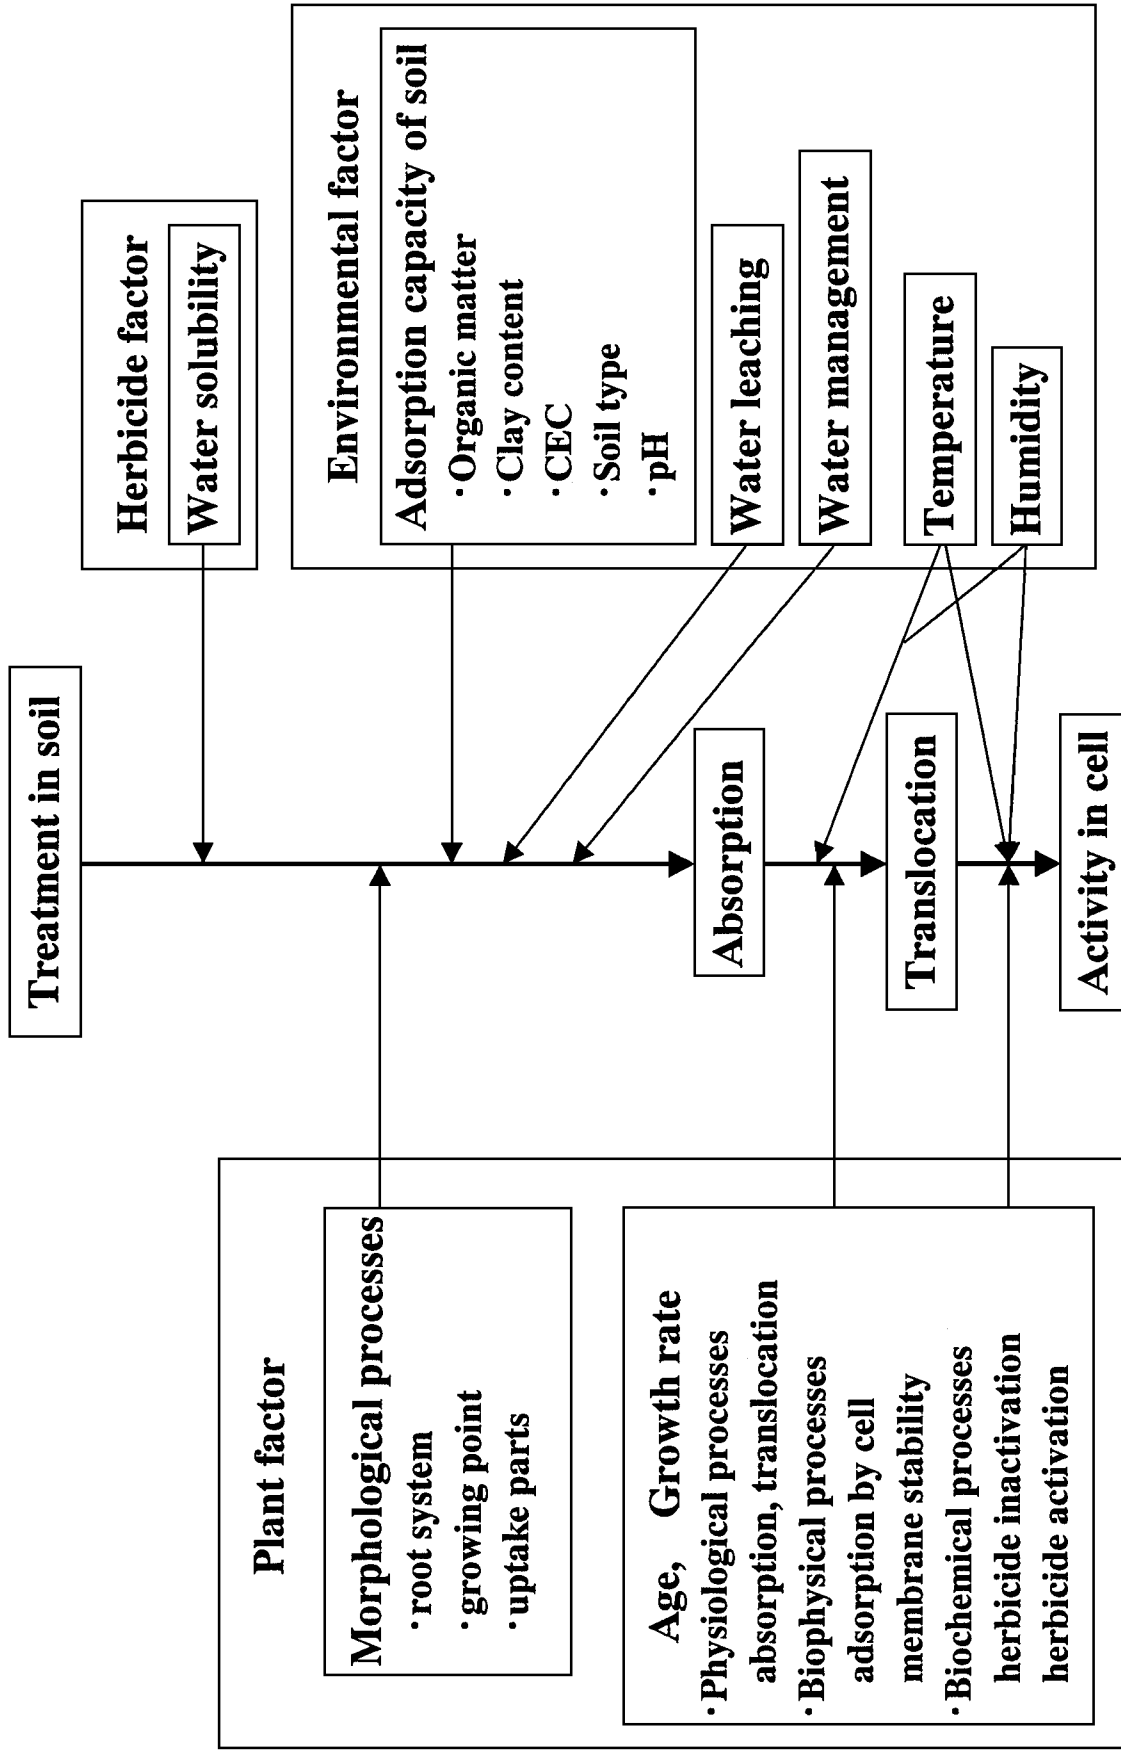 Treatment in soil
Herbicide factor
Water solubility
Environmental factor
Adsorption capacity of soil
・Organic matter
・Clay content
・CEC
・Soil type
・pH
Water leaching
Water management
Temperature
Humidity
Absorption
Translocation
Activity in cell
Plant factor
Morphological processes
・root system
・growing point
・uptake parts
Age, Growth rate
・Physiological processes
absorption, translocation
・Biophysical processes
adsorption by cell
membrane stability
・Biochemical processes
herbicide inactivation
herbicide activation